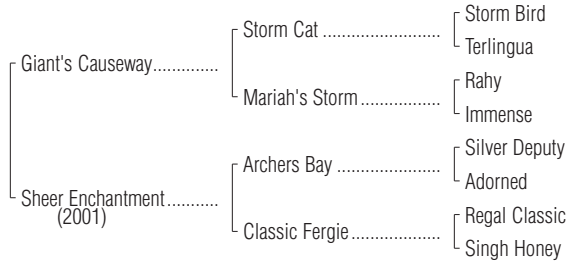 Storm Bird
Storm Cat ........................
Terlingua
Giant's Causeway.............
Rahy
Mariah's Storm ................
Immense
Silver Deputy
Archers Bay .....................
Adorned
Sheer Enchantment..........
(2001)
Regal Classic
Classic Fergie..................
Singh Honey